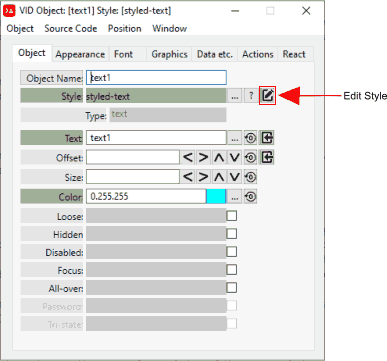 VID Object: [text1] Style: [styled-text]
Object Source Code Position Window
Object Appearance Font Graphics Data etc. Actions React
Object Name: text1
Style: styled-text ... ? Edit Style
Type: text
Text: text1 ...
Offset: < > ∧ ∨
Size: < > ∧ ∨
Color: 0.255.255 ...
Loose:
Hidden
Disabled:
Focus:
All-over:
Password:
Tri-state: